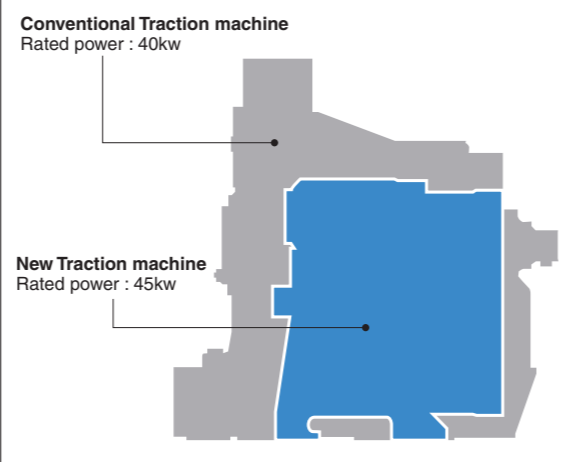 Conventional Traction machine
Rated power : 40kw
New Traction machine
Rated power : 45kw